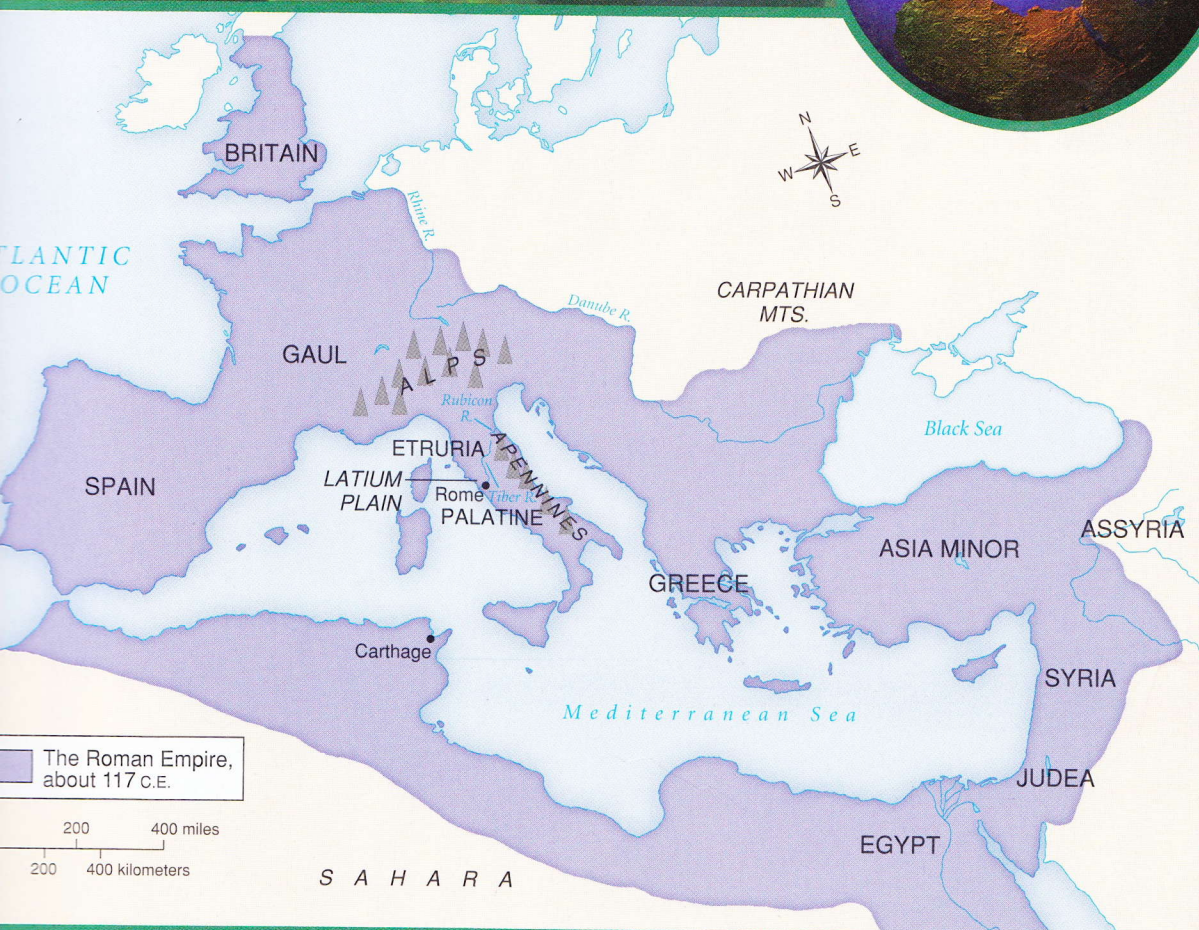 N
E
W
S
BRITAIN
Rhine R.
TLANTIC
OCEAN
CARPATHIAN
MTS.
Danube R.
GAUL
ALPS
Rubicon
R.
Black Sea
ETRURIA
APENNINES
LATIUM
PLAIN
SPAIN
Rome
Tiber R.
PALATINE
ASSYRIA
ASIA MINOR
GREECE
Carthage
SYRIA
Mediterranean Sea
The Roman Empire,
about 117 C.E.
JUDEA
200 400 miles
200 400 kilometers
EGYPT
SAHARA